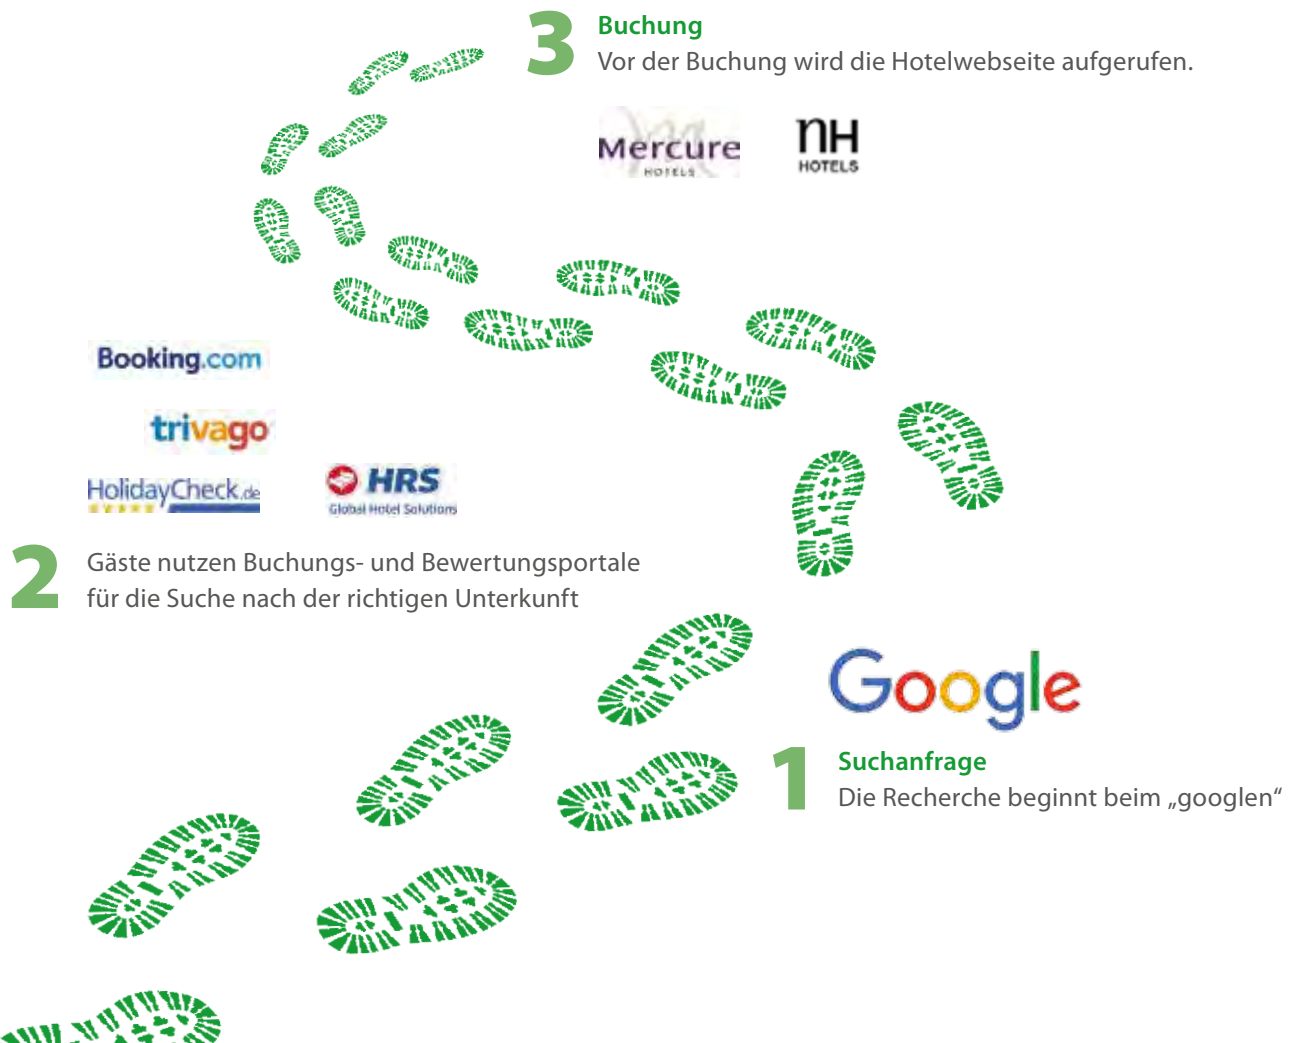 3
Buchung
Vor der Buchung wird die Hotelwebseite aufgerufen.
Mercure
HOTELS
nH
HOTELS
Booking.com
trivago
HolidayCheck.de
HRS
Global Hotel Solutions
2
Gäste nutzen Buchungs- und Bewertungsportale
für die Suche nach der richtigen Unterkunft
Google
1
Suchanfrage
Die Recherche beginnt beim „googlen“